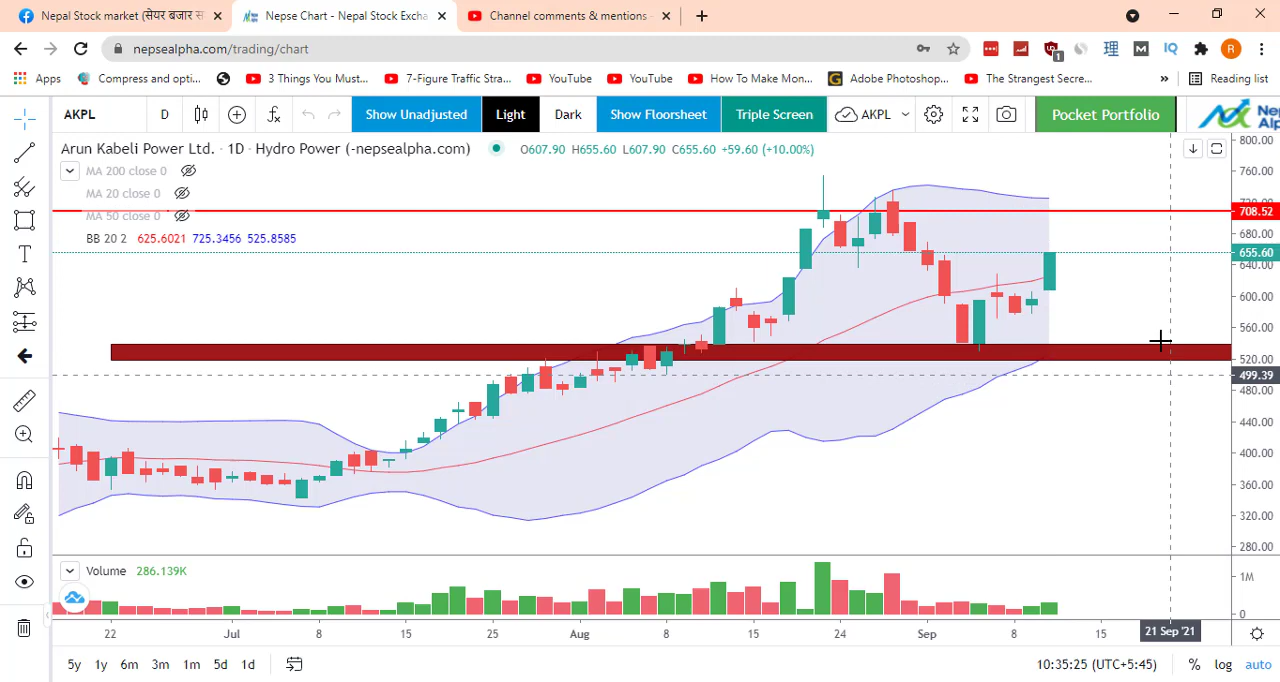 Nepal Stock market (सेयर बजार स
Nepse Chart - Nepal Stock Excha
Channel comments & mentions -
nepsealpha.com/trading/chart
1
理
M
IQ
R
Apps
Compress and opti...
3 Things You Must...
7-Figure Traffic Stra...
YouTube
YouTube
How To Make Mon...
G
Adobe Photoshop...
The Strangest Secre...
»
Reading list
AKPL
D
Show Unadjusted
Light
Dark
Show Floorsheet
Triple Screen
AKPL
Pocket Portfolio
Arun Kabeli Power Ltd. · 1D · Hydro Power (-nepsealpha.com)
O607.90 H655.60 L607.90 C655.60 +59.60 (+10.00%)
MA 200 close 0
MA 20 close 0
MA 50 close 0
BB 20 2 625.6021 725.3456 525.8585
800.00
760.00
708.52
680.00
655.60
640.00
600.00
560.00
520.00
499.39
480.00
440.00
400.00
360.00
320.00
280.00
Volume 286.139K
1M
0
22
Jul
8
15
25
Aug
8
15
24
Sep
8
15
21 Sep '21
5y 1y 6m 3m 1m 5d 1d
10:35:25 (UTC+5:45)
% log auto